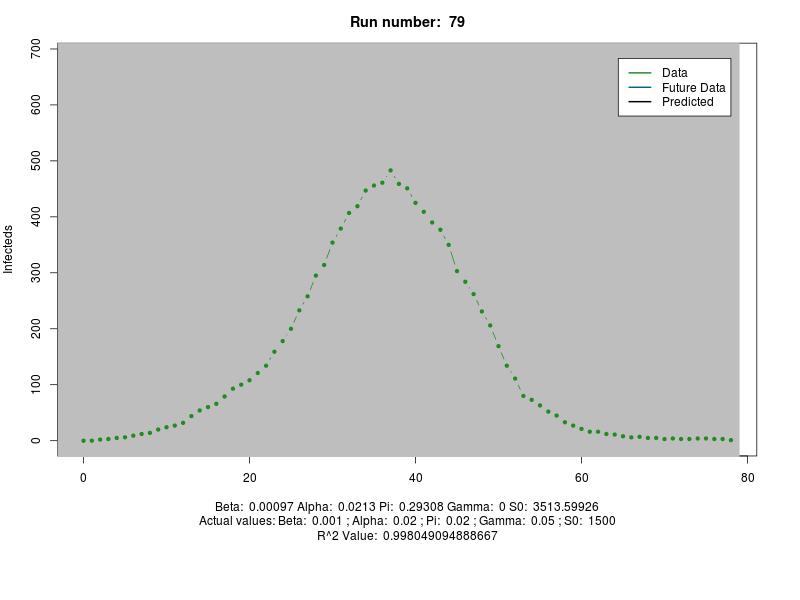 Run number: 79
700
600
500
400
300
200
100
0
Infecteds
Data
Future Data
Predicted
0 20 40 60 80
Beta: 0.00097 Alpha: 0.0213 Pi: 0.29308 Gamma: 0 S0: 3513.59926
Actual values: Beta: 0.001 ; Alpha: 0.02 ; Pi: 0.02 ; Gamma: 0.05 ; S0: 1500
R^2 Value: 0.998049094888667